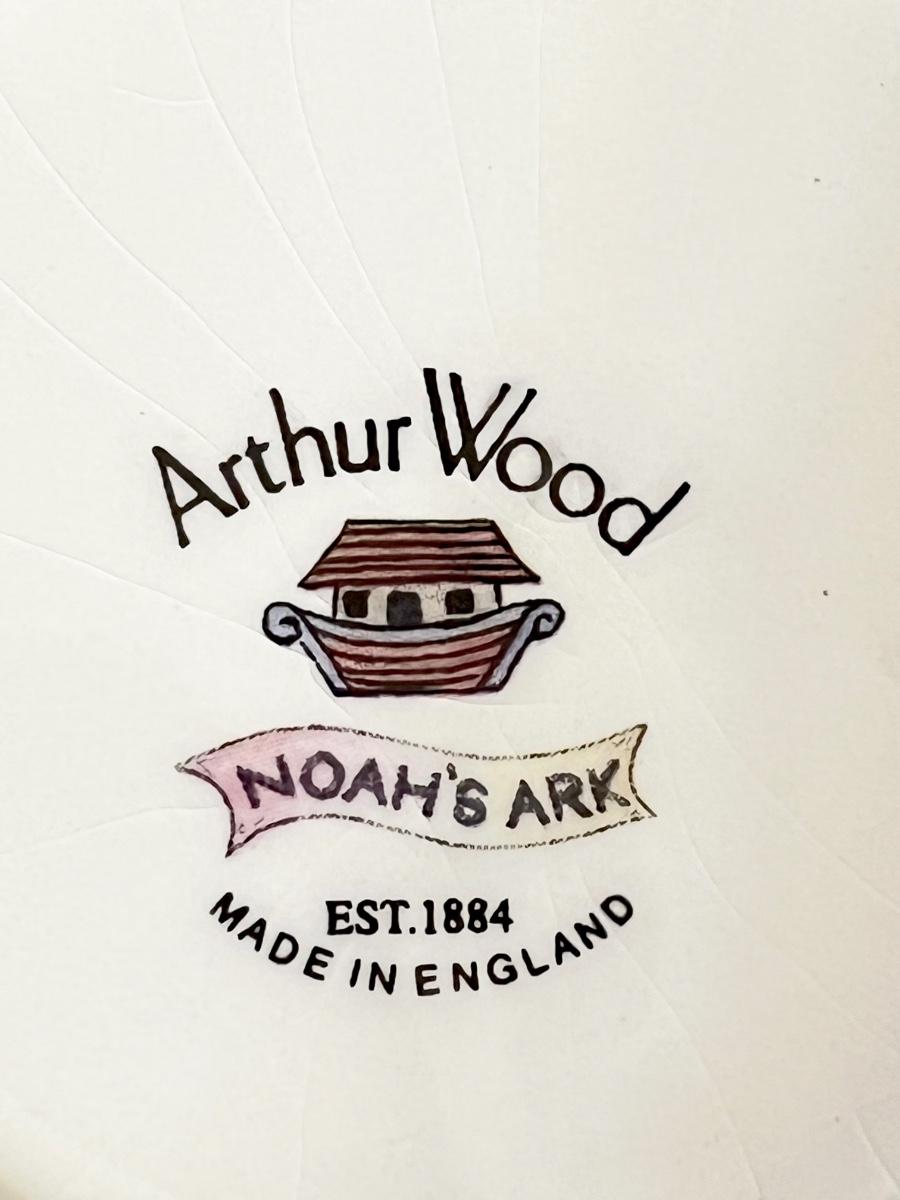 Arthur Wood
NOAH'S ARK
EST.1884
MADE IN ENGLAND